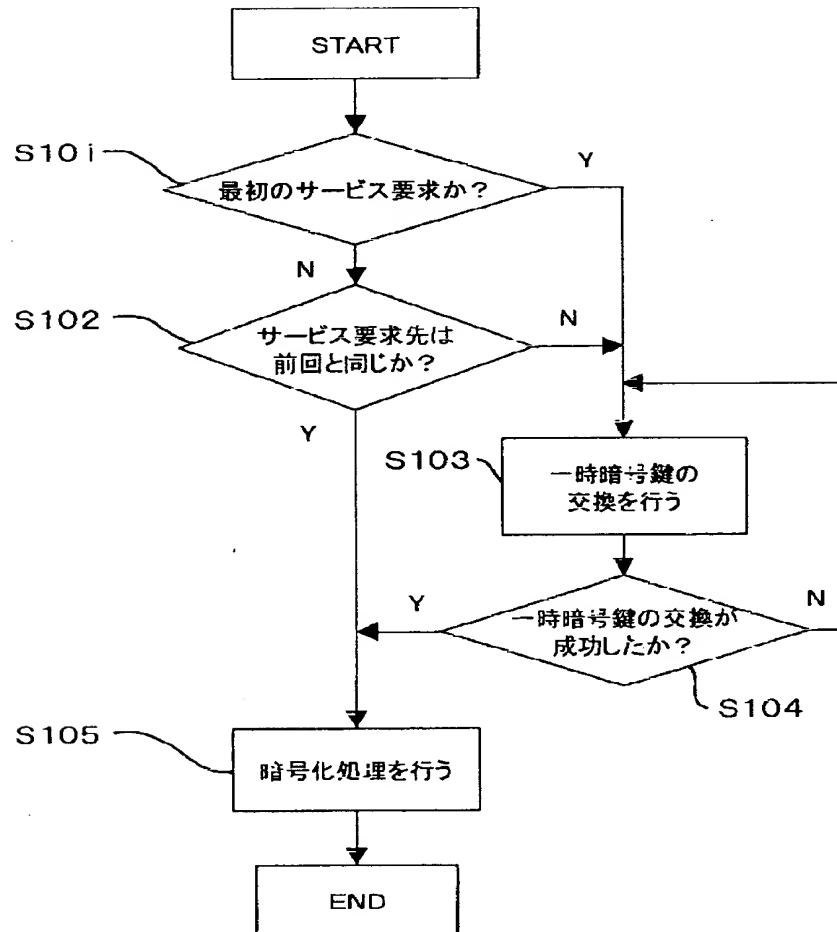 START
S10i
最初のサービス要求か?
Y
N
S102
サービス要求先は
前回と同じか?
N
Y
S103
一時暗号鍵の
交換を行う
Y
一時暗号鍵の交換が
成功したか?
N
S104
S105
暗号化処理を行う
END